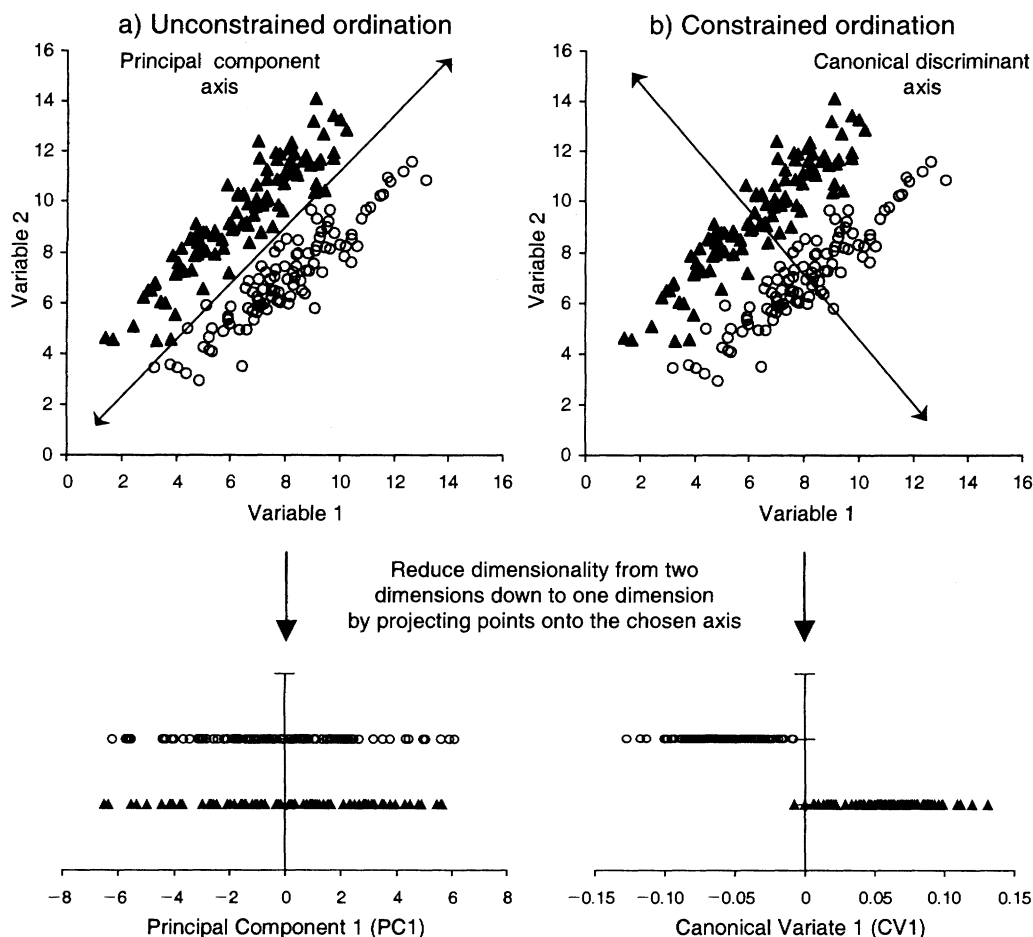 a) Unconstrained ordination
Principal component
axis
Variable 2
16
14
12
10
8
6
4
2
0
0 2 4 6 8 10 12 14 16
Variable 1
b) Constrained ordination
Canonical discriminant
axis
16
14
12
10
8
6
4
2
0
0 2 4 6 8 10 12 14 16
Variable 1
Reduce dimensionality from two
dimensions down to one dimension
by projecting points onto the chosen axis
−8 −6 −4 −2 0 2 4 6 8
Principal Component 1 (PC1)
−0.15 −0.10 −0.05 0 0.05 0.10 0.15
Canonical Variate 1 (CV1)